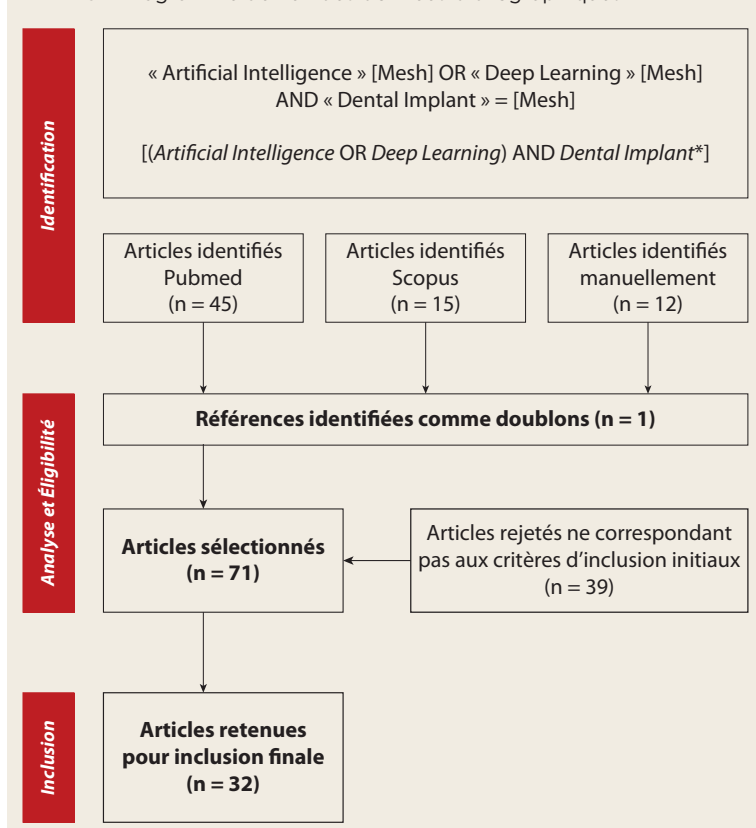 « Artificial Intelligence » [Mesh] OR « Deep Learning » [Mesh]
AND « Dental Implant » = [Mesh]
[(Artificial Intelligence OR Deep Learning) AND Dental Implant*]
Identification
Articles identifiés
Pubmed
(n = 45)
Articles identifiés
Scopus
(n = 15)
Articles identifiés
manuellement
(n = 12)
Analyse et Éligibilité
Références identifiées comme doublons (n = 1)
Articles sélectionnés
(n = 71)
Articles rejetés ne correspondant
pas aux critères d’inclusion initiaux
(n = 39)
Inclusion
Articles retenues
pour inclusion finale
(n = 32)